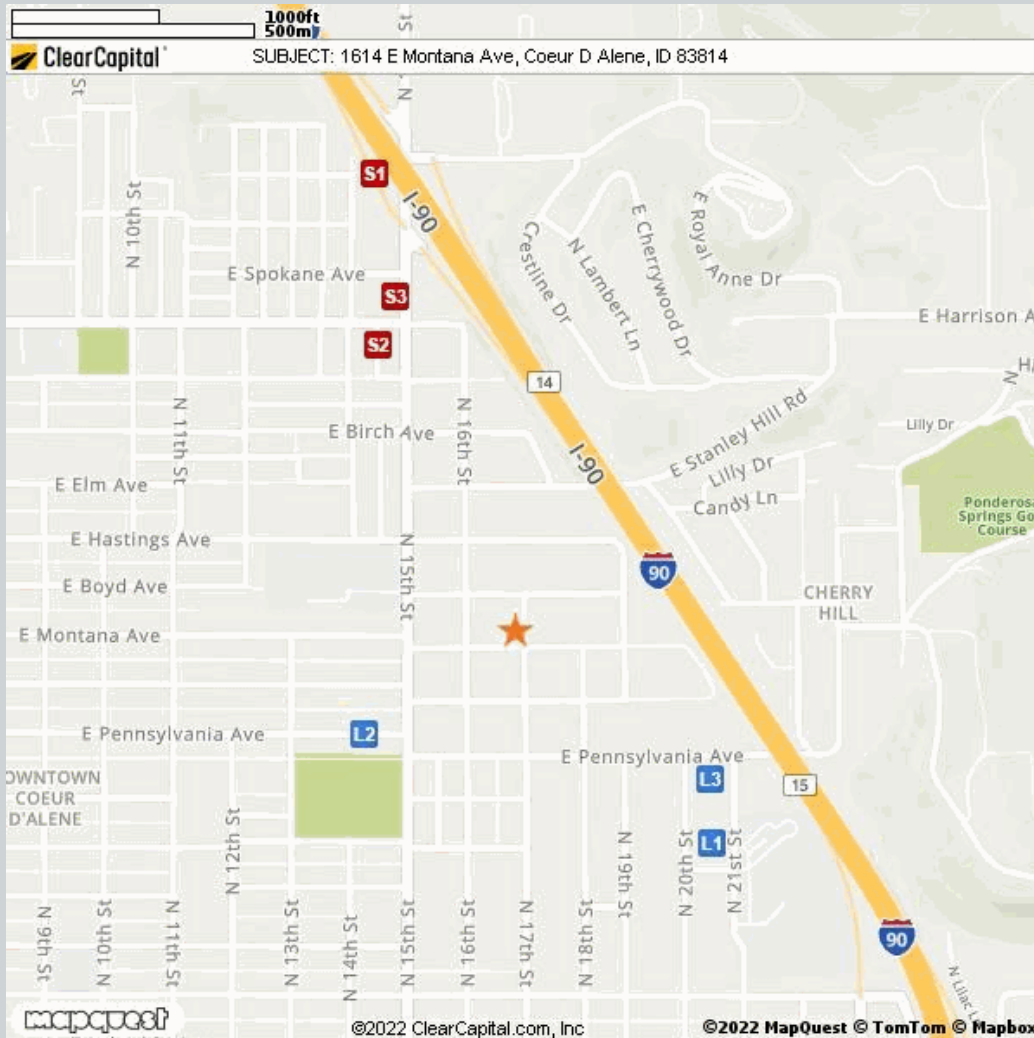 1000ft
500m
ClearCapital
SUBJECT: 1614 E Montana Ave, Coeur D Alene, ID 83814
St
St
N
S1
I-90
N 10th St
E Royal Anne Dr
E Cherrywood Dr
N Lambert Ln
Crestline Dr
E Spokane Ave
S3
E Harrison A
S2
14
N
H
N 11th St
N 16th St
E Birch Ave
E Stanley Hill Rd
Lilly Dr
I-90
Lilly Dr
E Elm Ave
Candy Ln
Ponderosa
Springs Go
Course
E Hastings Ave
N 15th St
90
E Boyd Ave
CHERRY
HILL
E Montana Ave
E Pennsylvania Ave
L2
E Pennsylvania Ave
OWNTOWN
COEUR
D'ALENE
L3
15
N 12th St
L1
N 19th St
N 20th St
N 21st St
N 9th St
N 10th St
N 11th St
N 13th St
N 14th St
N 15th St
N 16th St
N 17th St
N 18th St
90
N Lilac L
mapquest
©2022 ClearCapital.com, Inc
©2022 MapQuest © TomTom © Mapbox